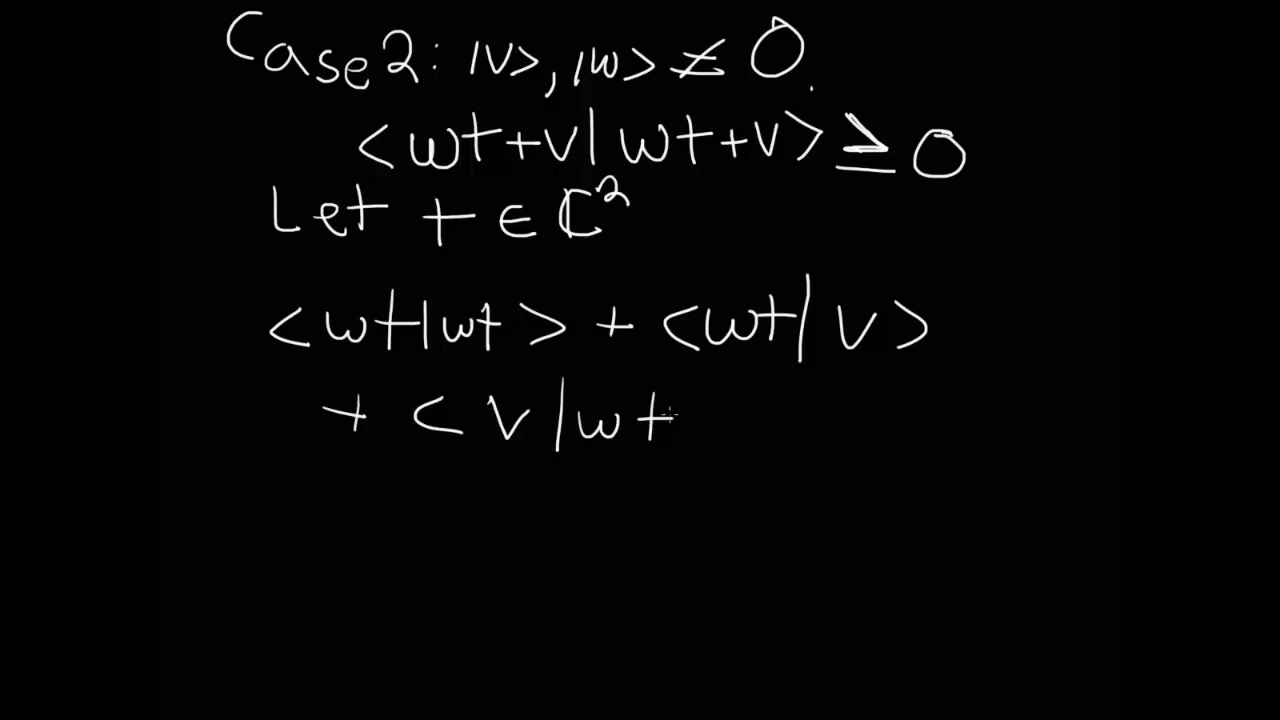 Case 2: |v>, |w> ≠ 0.
<wt+v|wt+v> ≥ 0
Let t ∈ ℂ²
<wt|wt> + <wt|v>
+ <v|wt